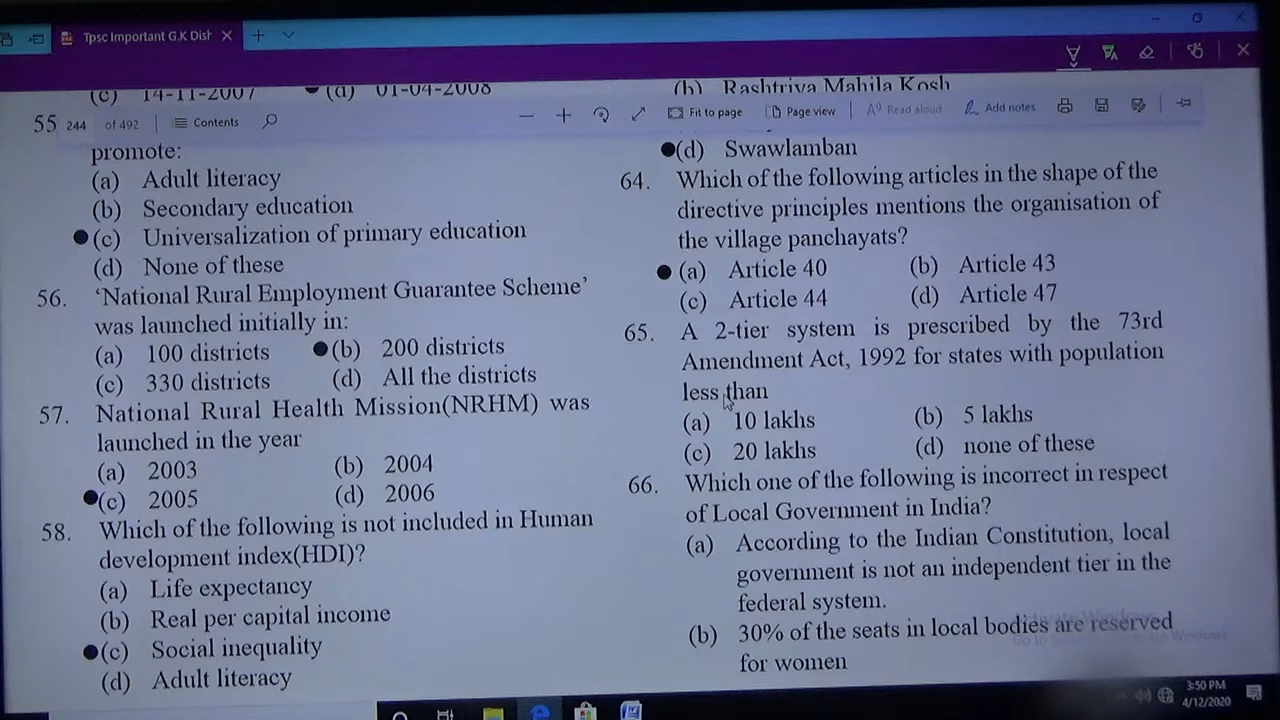 Tpsc Important G.K Dist
(c) 14-11-2007 (d) 01-04-2008
55 244 of 492 Contents
promote:
(a) Adult literacy
(b) Secondary education
(c) Universalization of primary education
(d) None of these
56. ‘National Rural Employment Guarantee Scheme’
was launched initially in:
(a) 100 districts (b) 200 districts
(c) 330 districts (d) All the districts
57. National Rural Health Mission(NRHM) was
launched in the year
(a) 2003 (b) 2004
(c) 2005 (d) 2006
58. Which of the following is not included in Human
development index(HDI)?
(a) Life expectancy
(b) Real per capital income
(c) Social inequality
(d) Adult literacy
(b) Rashtriya Mahila Kosh
Fit to page Page view Read aloud Add notes
(d) Swawlamban
64. Which of the following articles in the shape of the
directive principles mentions the organisation of
the village panchayats?
(a) Article 40 (b) Article 43
(c) Article 44 (d) Article 47
65. A 2-tier system is prescribed by the 73rd
Amendment Act, 1992 for states with population
less than
(a) 10 lakhs (b) 5 lakhs
(c) 20 lakhs (d) none of these
66. Which one of the following is incorrect in respect
of Local Government in India?
(a) According to the Indian Constitution, local
government is not an independent tier in the
federal system.
(b) 30% of the seats in local bodies are reserved
for women
Activate Windows
3:50 PM
4/12/2020